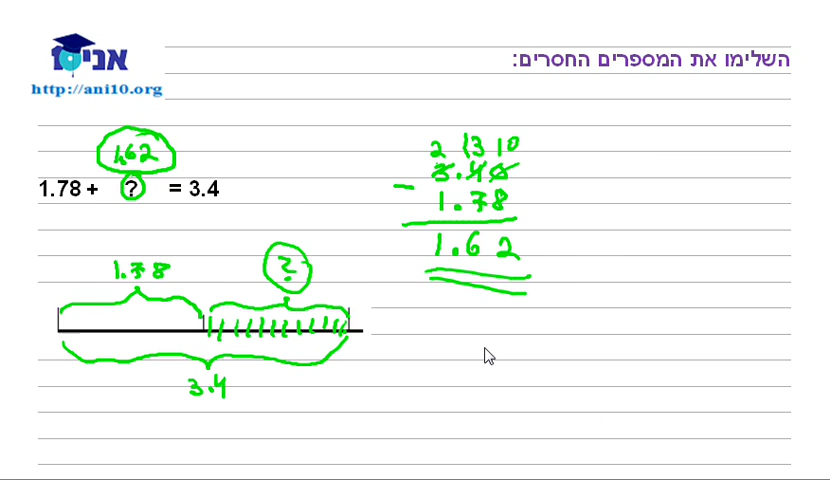 השלימו את המספרים החסרים:
אני10
http://ani10.org
1.62
1.78 + ? = 3.4
2 13 10
3.40
- 1.78
1.62
1.78 ?
3.4